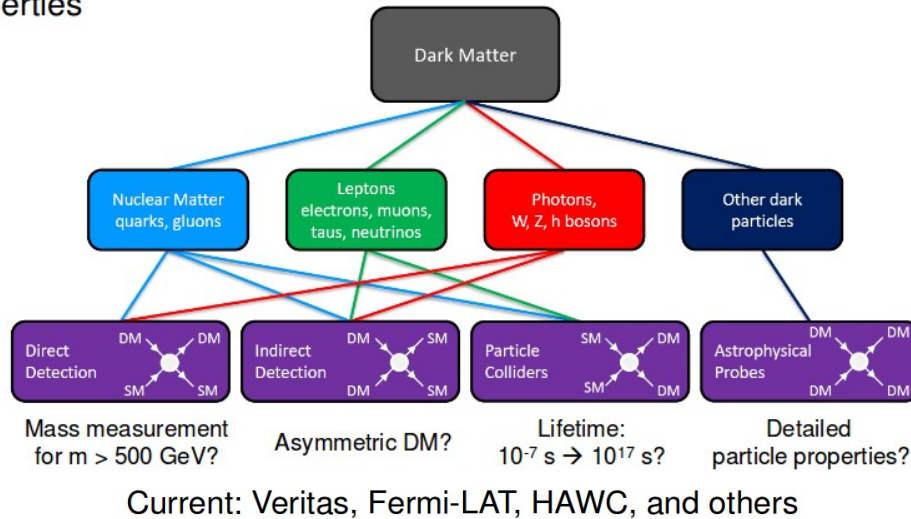 erties
Dark Matter
Nuclear Matter
quarks, gluons
Leptons
electrons, muons,
taus, neutrinos
Photons,
W, Z, h bosons
Other dark
particles
Direct
Detection
DM
DM
SM
SM
Indirect
Detection
DM
SM
DM
SM
Particle
Colliders
SM
DM
SM
DM
Astrophysical
Probes
DM
DM
DM
DM
Mass measurement
for m > 500 GeV?
Asymmetric DM?
Lifetime:
10⁻⁷ s → 10¹⁷ s?
Detailed
particle properties?
Current: Veritas, Fermi-LAT, HAWC, and others